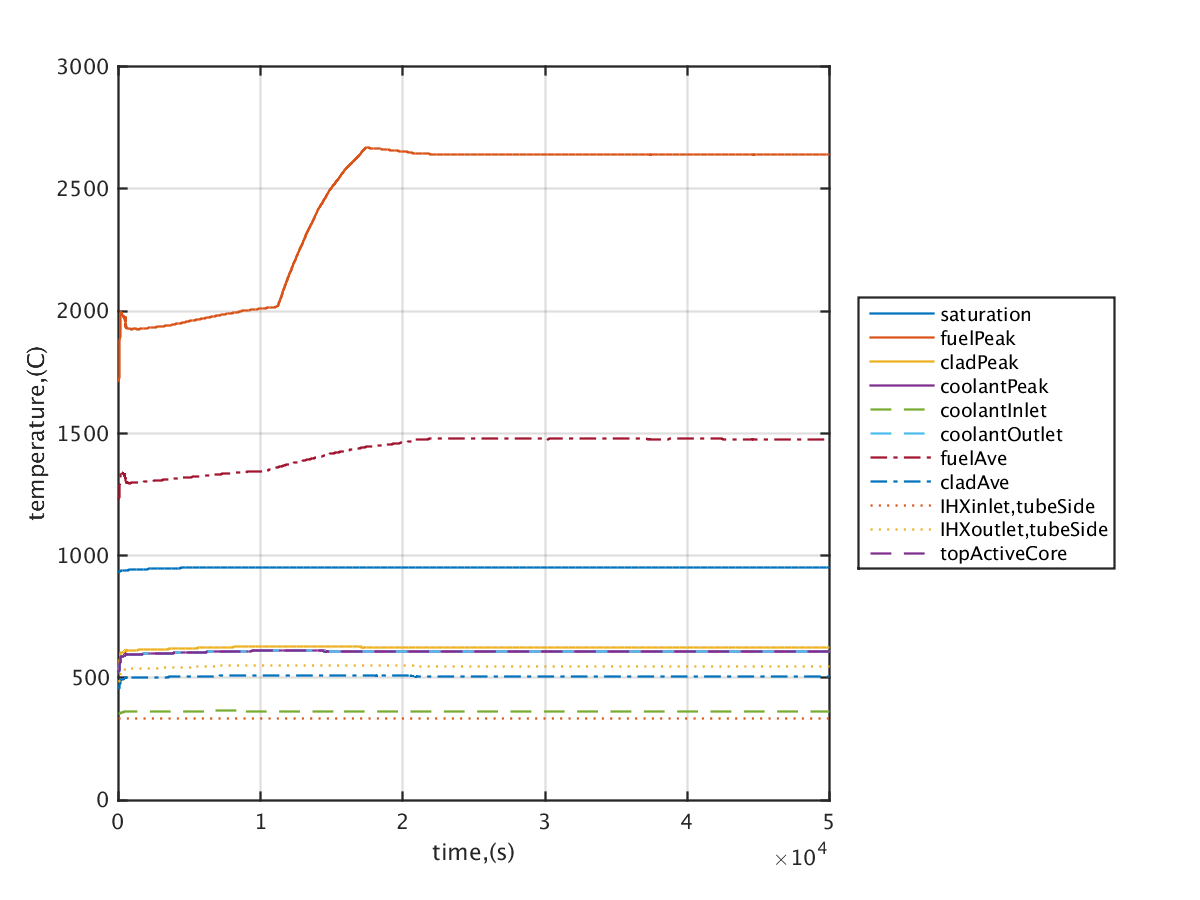 3000
2500
2000
1500
1000
500
0
temperature,(C)
0 1 2 3 4 5
time,(s)
×10^4
saturation
fuelPeak
cladPeak
coolantPeak
coolantInlet
coolantOutlet
fuelAve
cladAve
IHXinlet,tubeSide
IHXoutlet,tubeSide
topActiveCore